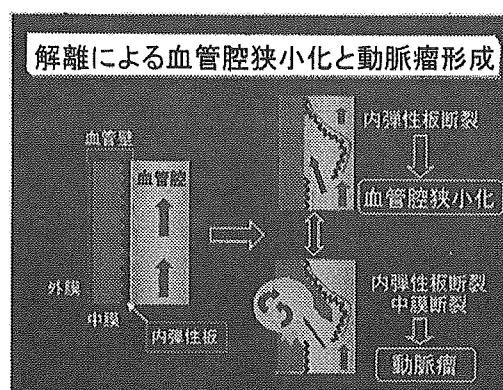 解離による血管腔狭小化と動脈瘤形成
血管壁
血管腔
外膜
中膜
内弾性板
内弾性板断裂
血管腔狭小化
内弾性板断裂
中膜断裂
動脈瘤